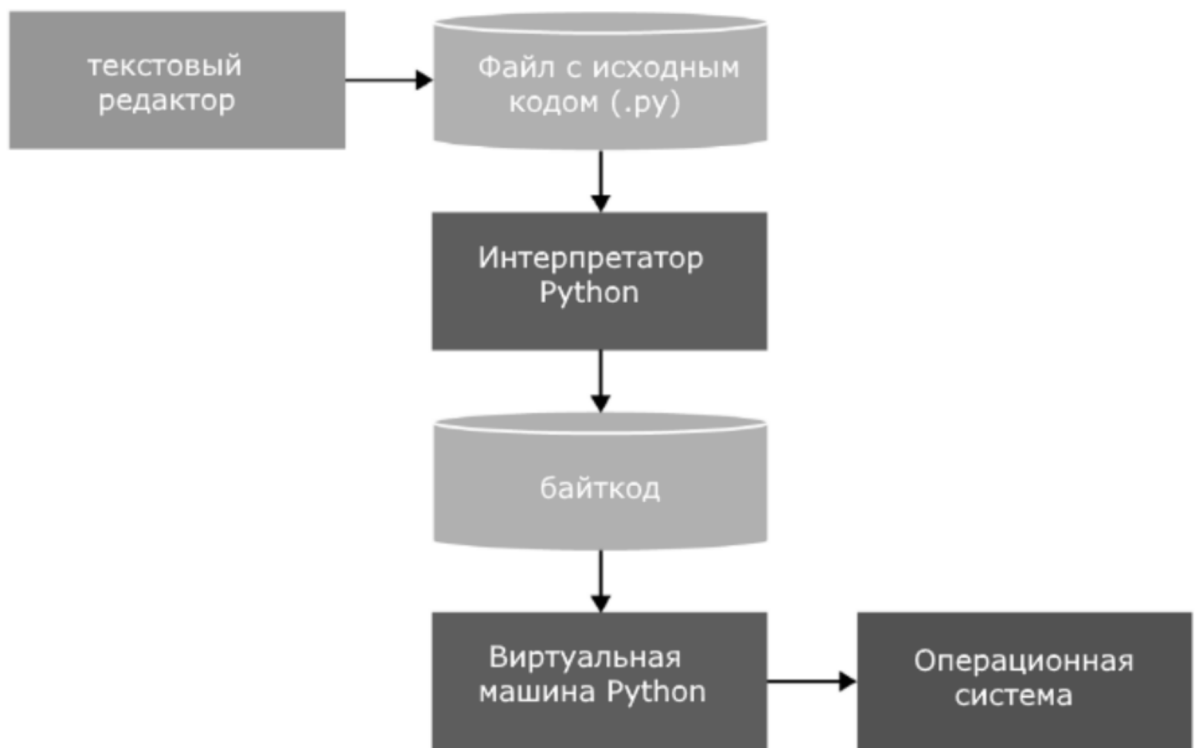 текстовый
редактор
Файл с исходным
кодом (.py)
Интерпретатор
Python
байткод
Виртуальная
машина Python
Операционная
система